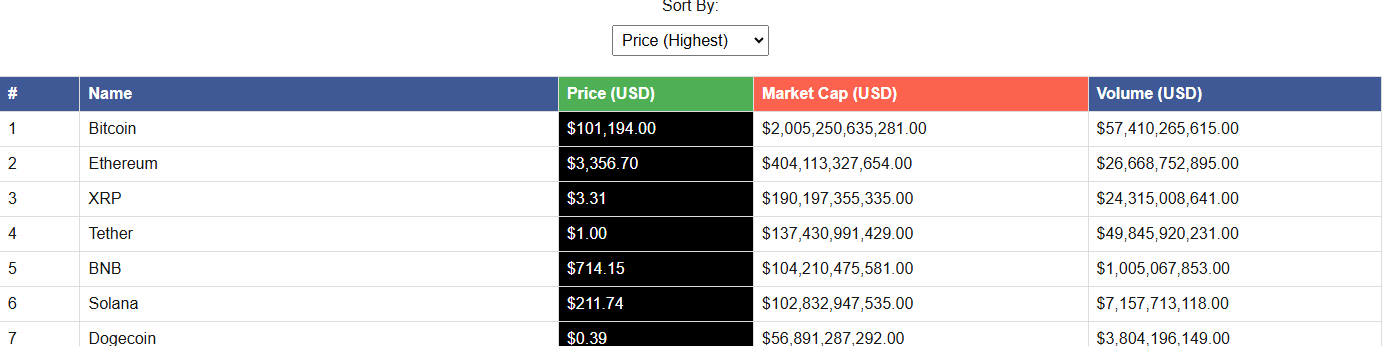 Sort By:
Price (Highest)
# Name Price (USD) Market Cap (USD) Volume (USD)
1 Bitcoin $101,194.00 $2,005,250,635,281.00 $57,410,265,615.00
2 Ethereum $3,356.70 $404,113,327,654.00 $26,668,752,895.00
3 XRP $3.31 $190,197,355,335.00 $24,315,008,641.00
4 Tether $1.00 $137,430,991,429.00 $49,845,920,231.00
5 BNB $714.15 $104,210,475,581.00 $1,005,067,853.00
6 Solana $211.74 $102,832,947,535.00 $7,157,713,118.00
7 Dogecoin $0.39 $56,891,287,292.00 $3,804,196,149.00